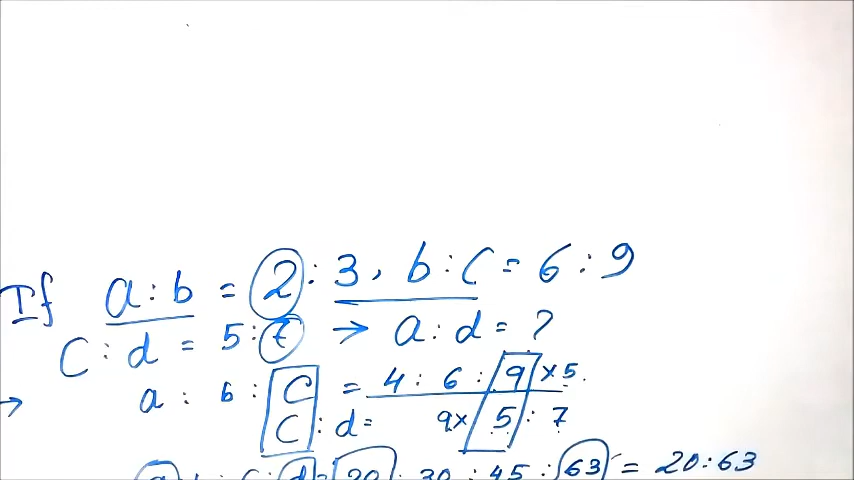 If a : b = 2 : 3 , b : C = 6 : 9
C : d = 5 : 7 → a : d = ?
→ a : b : C = 4 : 6 : 9 × 5
C : d = 9 × 5 : 7
a : b : C : d = 20 : 30 : 45 : 63 = 20 : 63